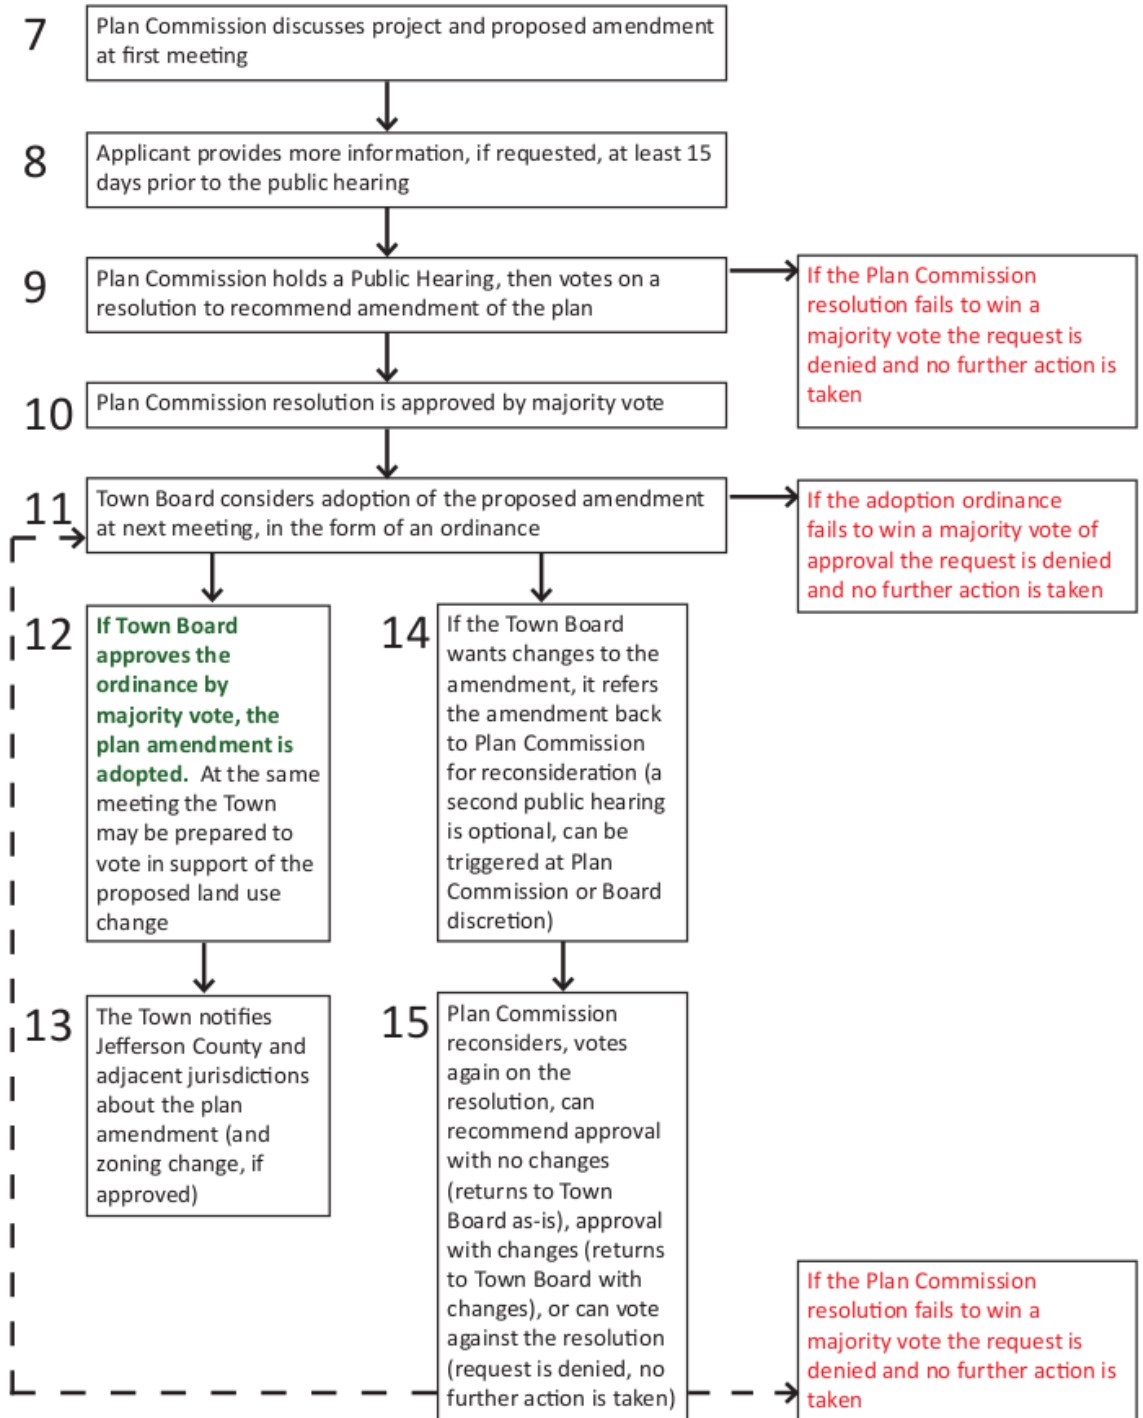 7
Plan Commission discusses project and proposed amendment
at first meeting
8
Applicant provides more information, if requested, at least 15
days prior to the public hearing
9
Plan Commission holds a Public Hearing, then votes on a
resolution to recommend amendment of the plan
If the Plan Commission
resolution fails to win a
majority vote the request is
denied and no further action is
taken
10
Plan Commission resolution is approved by majority vote
11
Town Board considers adoption of the proposed amendment
at next meeting, in the form of an ordinance
If the adoption ordinance
fails to win a majority vote of
approval the request is denied
and no further action is taken
12
If Town Board
approves the
ordinance by
majority vote, the
plan amendment is
adopted. At the same
meeting the Town
may be prepared to
vote in support of the
proposed land use
change
13
The Town notifies
Jefferson County and
adjacent jurisdictions
about the plan
amendment (and
zoning change, if
approved)
14
If the Town Board
wants changes to the
amendment, it refers
the amendment back
to Plan Commission
for reconsideration (a
second public hearing
is optional, can be
triggered at Plan
Commission or Board
discretion)
15
Plan Commission
reconsiders, votes
again on the
resolution, can
recommend approval
with no changes
(returns to Town
Board as-is), approval
with changes (returns
to Town Board with
changes), or can vote
against the resolution
(request is denied, no
further action is taken)
If the Plan Commission
resolution fails to win a
majority vote the request is
denied and no further action is
taken